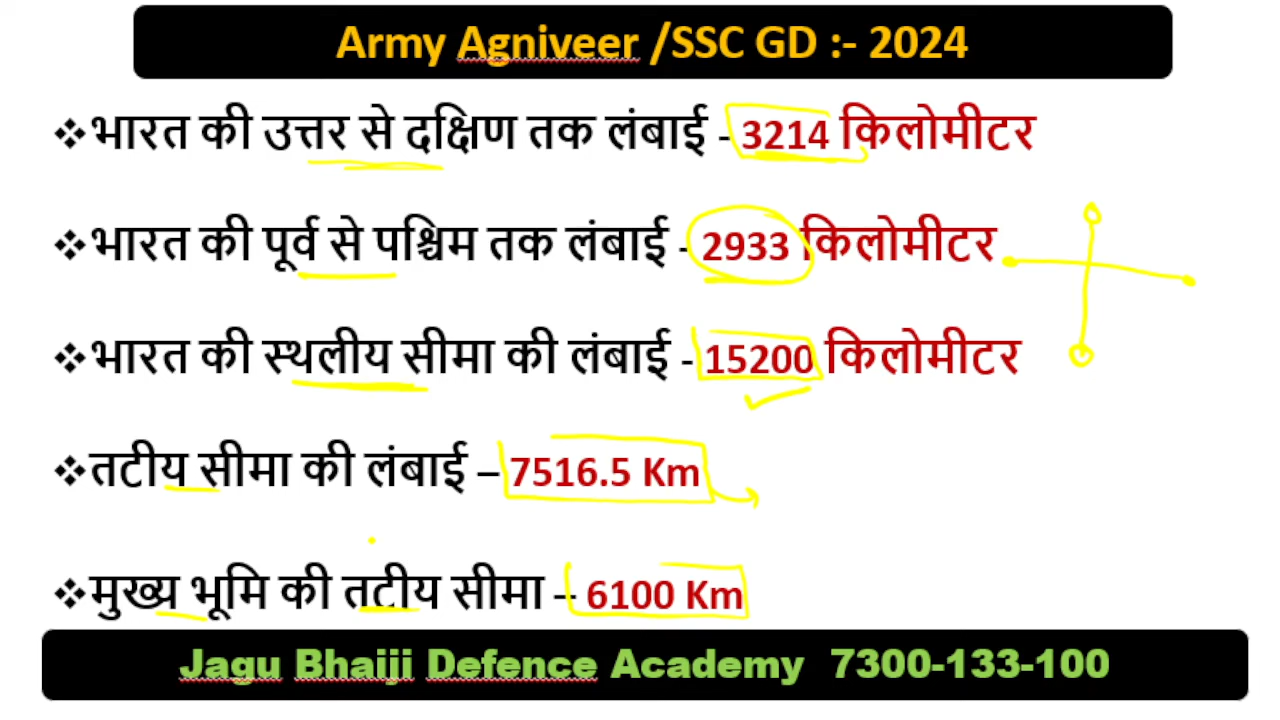 Army Agniveer /SSC GD :- 2024
❖भारत की उत्तर से दक्षिण तक लंबाई - 3214 किलोमीटर
❖भारत की पूर्व से पश्चिम तक लंबाई - 2933 किलोमीटर
❖भारत की स्थलीय सीमा की लंबाई - 15200 किलोमीटर
❖तटीय सीमा की लंबाई – 7516.5 Km
❖मुख्य भूमि की तटीय सीमा – 6100 Km
Jagu Bhaiji Defence Academy 7300-133-100